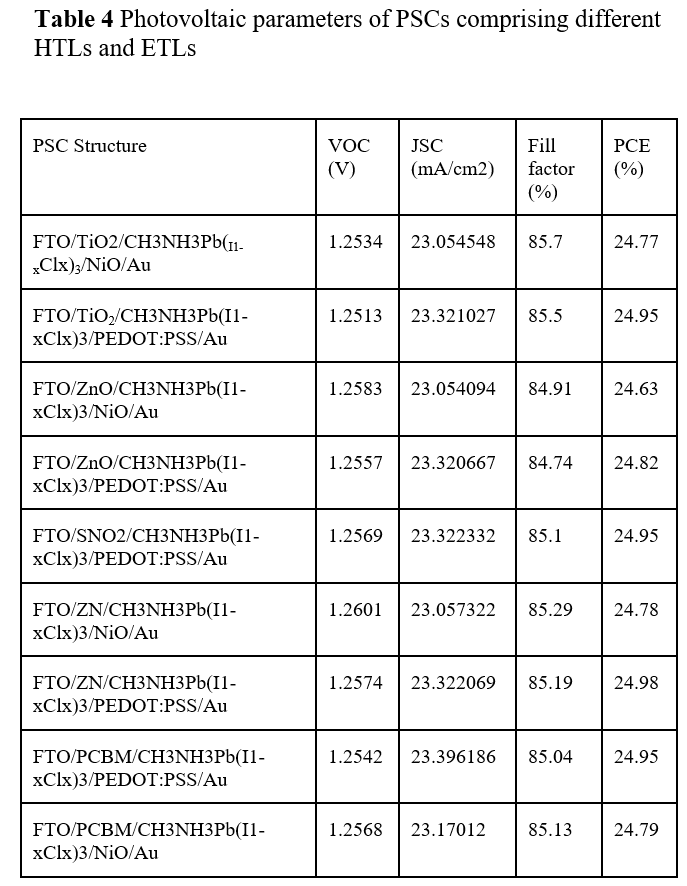 Table 4 Photovoltaic parameters of PSCs comprising different
HTLs and ETLs
PSC Structure VOC (V) JSC (mA/cm2) Fill factor (%) PCE (%)
FTO/TiO2/CH3NH3Pb(I1-
xClx)3/NiO/Au 1.2534 23.054548 85.7 24.77
FTO/TiO2/CH3NH3Pb(I1-
xClx)3/PEDOT:PSS/Au 1.2513 23.321027 85.5 24.95
FTO/ZnO/CH3NH3Pb(I1-
xClx)3/NiO/Au 1.2583 23.054094 84.91 24.63
FTO/ZnO/CH3NH3Pb(I1-
xClx)3/PEDOT:PSS/Au 1.2557 23.320667 84.74 24.82
FTO/SNO2/CH3NH3Pb(I1-
xClx)3/PEDOT:PSS/Au 1.2569 23.322332 85.1 24.95
FTO/ZN/CH3NH3Pb(I1-
xClx)3/NiO/Au 1.2601 23.057322 85.29 24.78
FTO/ZN/CH3NH3Pb(I1-
xClx)3/PEDOT:PSS/Au 1.2574 23.322069 85.19 24.98
FTO/PCBM/CH3NH3Pb(I1-
xClx)3/PEDOT:PSS/Au 1.2542 23.396186 85.04 24.95
FTO/PCBM/CH3NH3Pb(I1-
xClx)3/NiO/Au 1.2568 23.17012 85.13 24.79